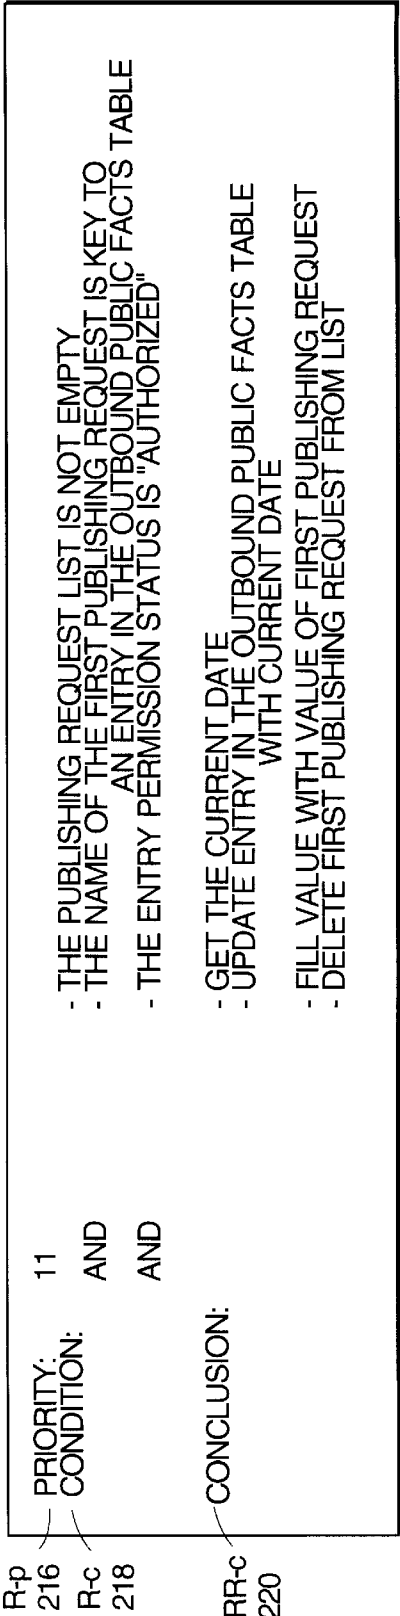 R-p
216
PRIORITY: 11
R-c
218
CONDITION: - THE PUBLISHING REQUEST LIST IS NOT EMPTY
AND - THE NAME OF THE FIRST PUBLISHING REQUEST IS KEY TO
AN ENTRY IN THE OUTBOUND PUBLIC FACTS TABLE
AND - THE ENTRY PERMISSION STATUS IS "AUTHORIZED"
RR-c
220
CONCLUSION: - GET THE CURRENT DATE
- UPDATE ENTRY IN THE OUTBOUND PUBLIC FACTS TABLE
WITH CURRENT DATE
- FILL VALUE WITH VALUE OF FIRST PUBLISHING REQUEST
- DELETE FIRST PUBLISHING REQUEST FROM LIST